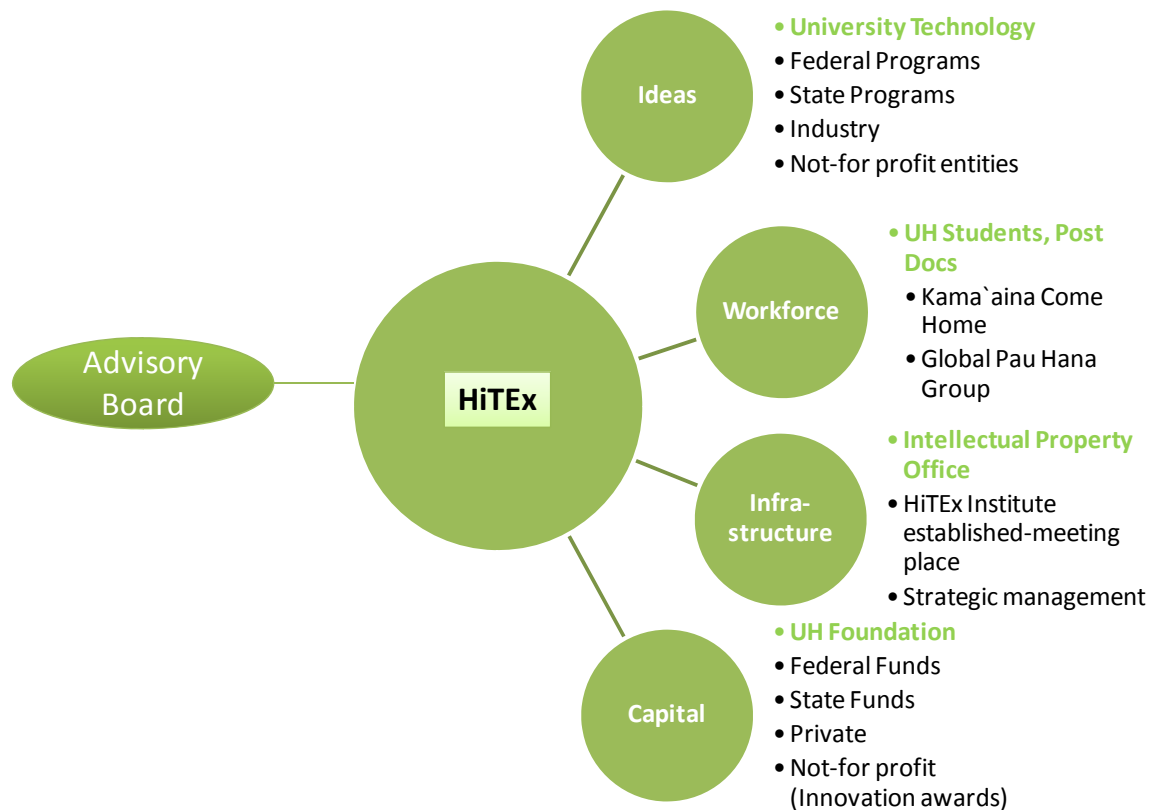 Advisory
Board
HiTEx
Ideas
• University Technology
• Federal Programs
• State Programs
• Industry
• Not-for profit entities
Workforce
• UH Students, Post
Docs
• Kama`aina Come
Home
• Global Pau Hana
Group
Infra-
structure
• Intellectual Property
Office
• HiTEx Institute
established-meeting
place
• Strategic management
Capital
• UH Foundation
• Federal Funds
• State Funds
• Private
• Not-for profit
(Innovation awards)